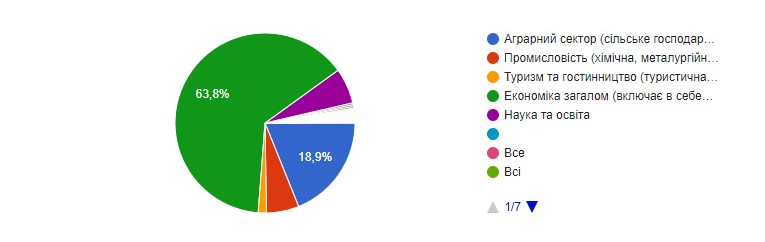 63,8%
18,9%
Аграрний сектор (сільське господар…
Промисловість (хімічна, металургійн…
Туризм та гостинництво (туристична…
Економіка загалом (включає в себе…
Наука та освіта
Все
Всі
1/7